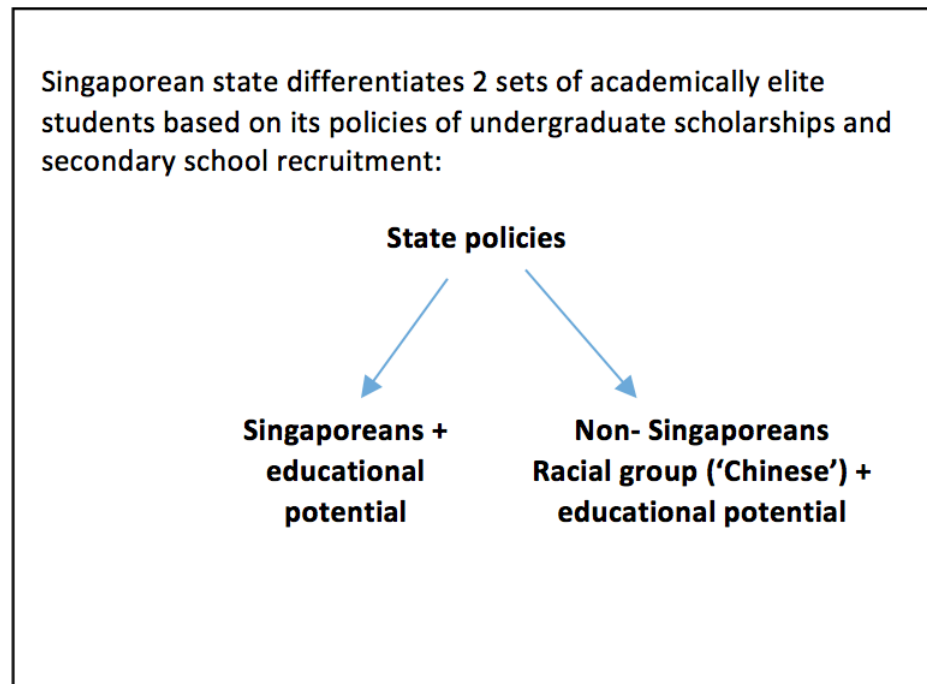 Singaporean state differentiates 2 sets of academically elite
students based on its policies of undergraduate scholarships and
secondary school recruitment:
State policies
Singaporeans +
educational
potential
Non- Singaporeans
Racial group (‘Chinese’) +
educational potential